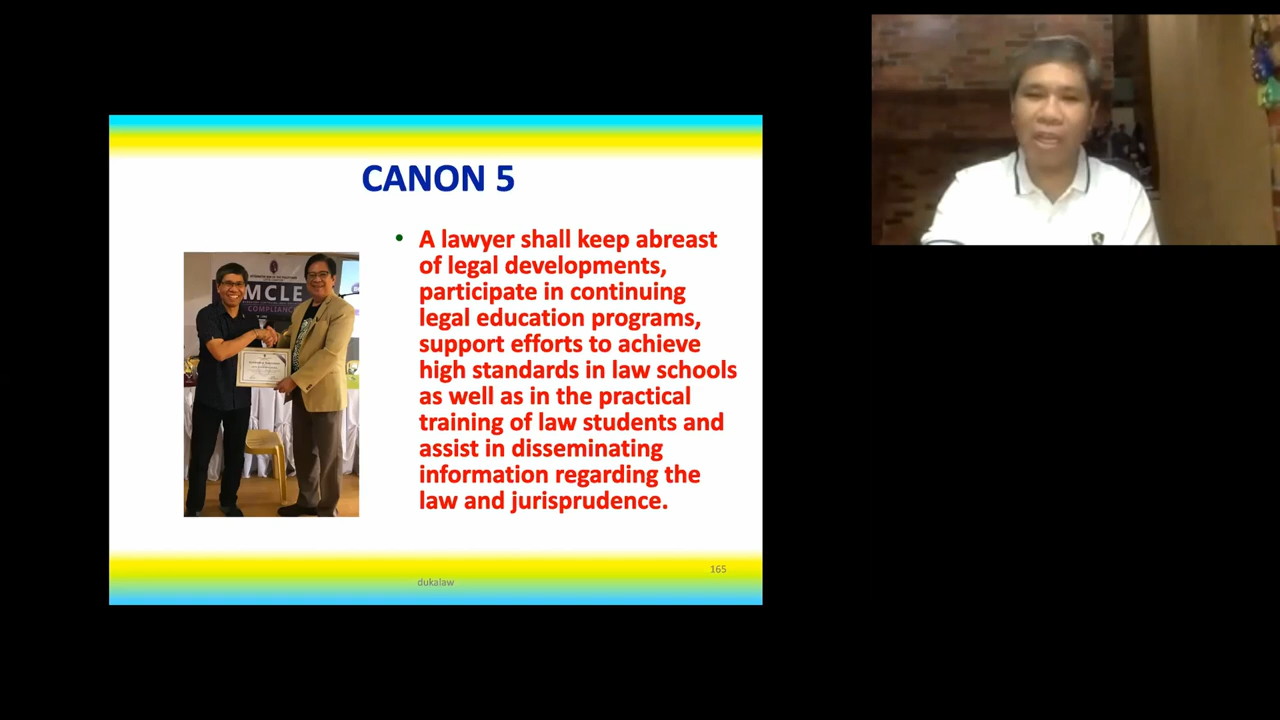 CANON 5
• A lawyer shall keep abreast
of legal developments,
participate in continuing
legal education programs,
support efforts to achieve
high standards in law schools
as well as in the practical
training of law students and
assist in disseminating
information regarding the
law and jurisprudence.
MCLE
COMPLIANCE
165
dukalaw